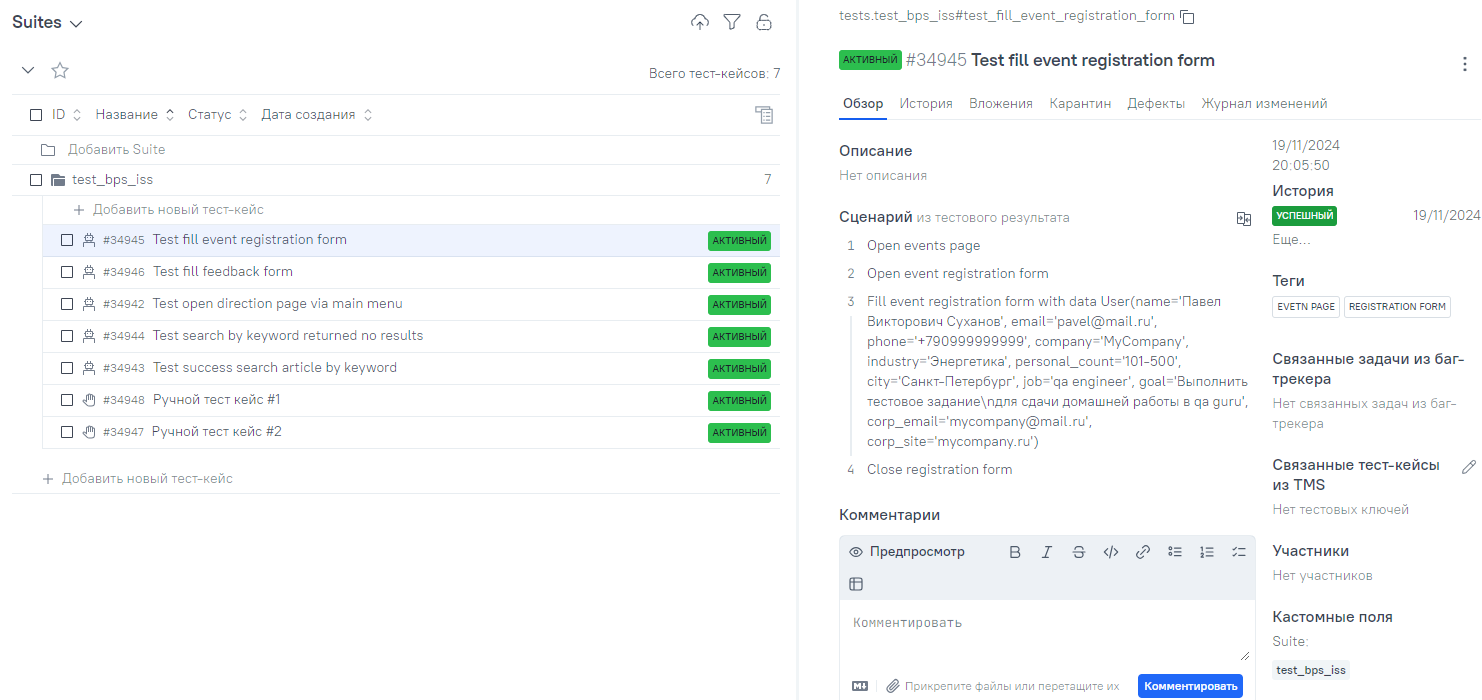 Suites
Всего тест-кейсов: 7
ID Название Статус Дата создания
Добавить Suite
test_bps_iss 7
Добавить новый тест-кейс
#34945 Test fill event registration form АКТИВНЫЙ
#34946 Test fill feedback form АКТИВНЫЙ
#34942 Test open direction page via main menu АКТИВНЫЙ
#34944 Test search by keyword returned no results АКТИВНЫЙ
#34943 Test success search article by keyword АКТИВНЫЙ
#34948 Ручной тест кейс #1 АКТИВНЫЙ
#34947 Ручной тест кейс #2 АКТИВНЫЙ
Добавить новый тест-кейс
tests.test_bps_iss#test_fill_event_registration_form
АКТИВНЫЙ #34945 Test fill event registration form
Обзор История Вложения Карантин Дефекты Журнал изменений
Описание
Нет описания
Сценарий из тестового результата
1 Open events page
2 Open event registration form
3 Fill event registration form with data User(name='Павел
Викторович Суханов', email='pavel@mail.ru',
phone='+790999999999', company='MyCompany',
industry='Энергетика', personal_count='101-500',
city='Санкт-Петербург', job='qa engineer', goal='Выполнить
тестовое задание\nдля сдачи домашней работы в qa guru',
corp_email='mycompany@mail.ru',
corp_site='mycompany.ru')
4 Close registration form
Комментарии
Предпросмотр
Комментировать
Прикрепите файлы или перетащите их
Комментировать
19/11/2024
20:05:50
История
УСПЕШНЫЙ 19/11/2024
Еще...
Теги
EVETN PAGE REGISTRATION FORM
Связанные задачи из баг-
трекера
Нет связанных задач из баг-
трекера
Связанные тест-кейсы
из TMS
Нет тестовых ключей
Участники
Нет участников
Кастомные поля
Suite:
test_bps_iss